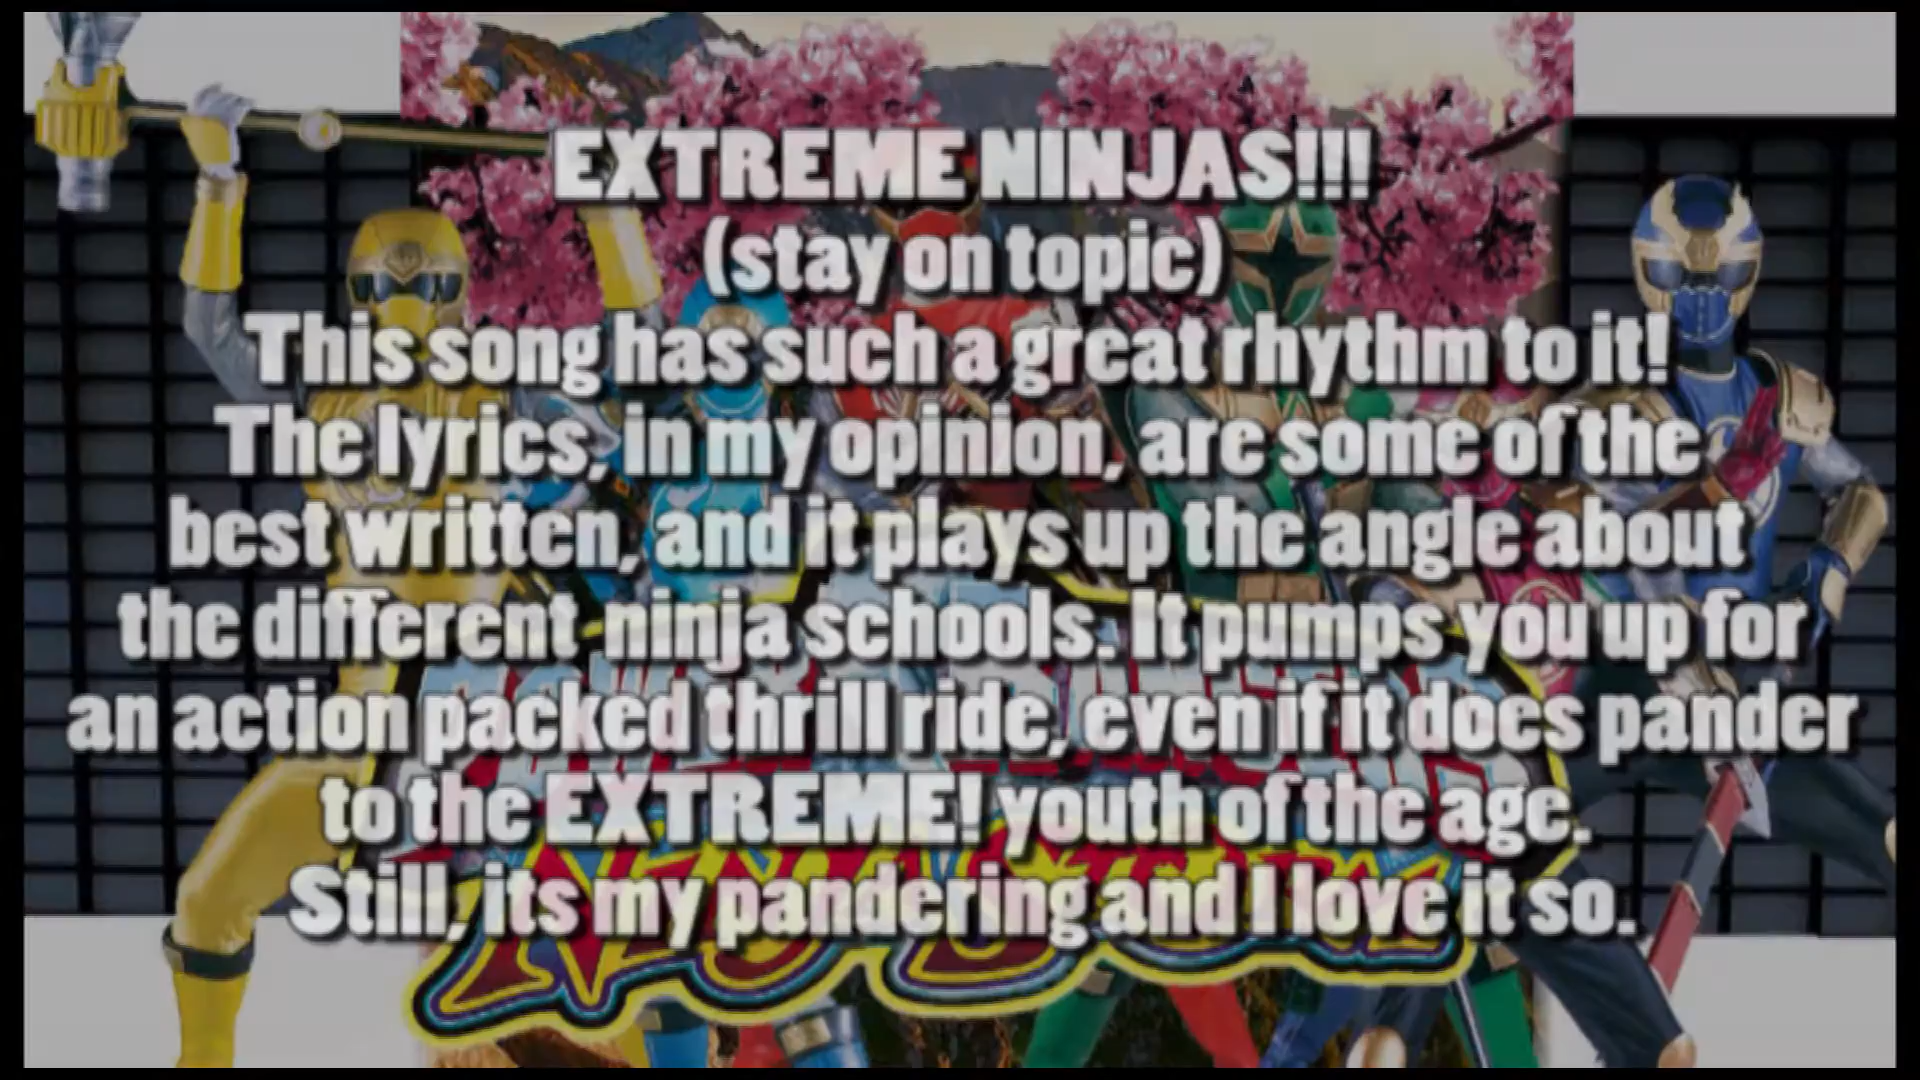 EXTREME NINJAS!!!
(stay on topic)
This song has such a great rhythm to it!
The lyrics, in my opinion, are some of the
best written, and it plays up the angle about
the different ninja schools. It pumps you up for
an action packed thrill ride, even if it does pander
to the EXTREME! youth of the age.
Still, its my pandering and I love it so.